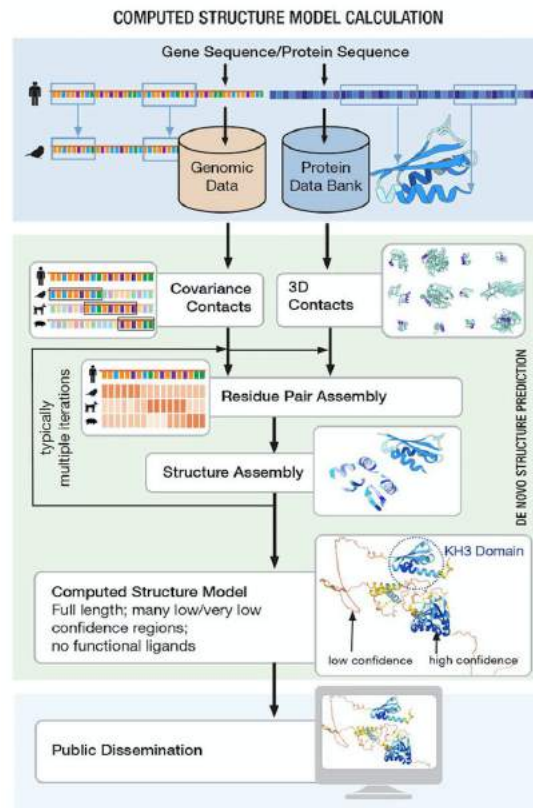 COMPUTED STRUCTURE MODEL CALCULATION
Gene Sequence/Protein Sequence
Genomic
Data
Protein
Data Bank
Covariance
Contacts
3D
Contacts
Residue Pair Assembly
typically
multiple iterations
Structure Assembly
DE NOVO STRUCTURE PREDICTION
KH3 Domain
Computed Structure Model
Full length; many low/very low
confidence regions;
no functional ligands
low confidence
high confidence
Public Dissemination